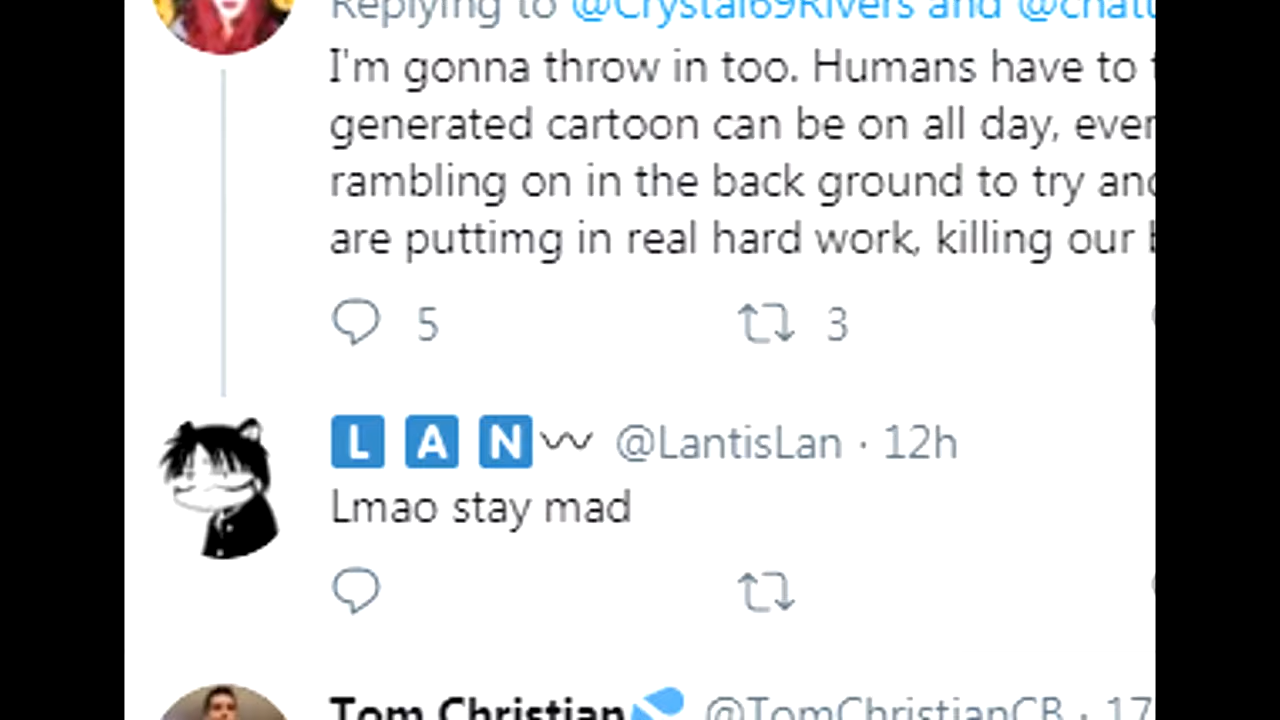 Replying to @Crystal69Rivers and
I'm gonna throw in too. Humans have to
generated cartoon can be on all day,
rambling on in the back ground to try
are puttimg in real hard work, killing our
5 3
LAN @LantisLan · 12h
Lmao stay mad
Tom Christian @TomChristianCB · 17